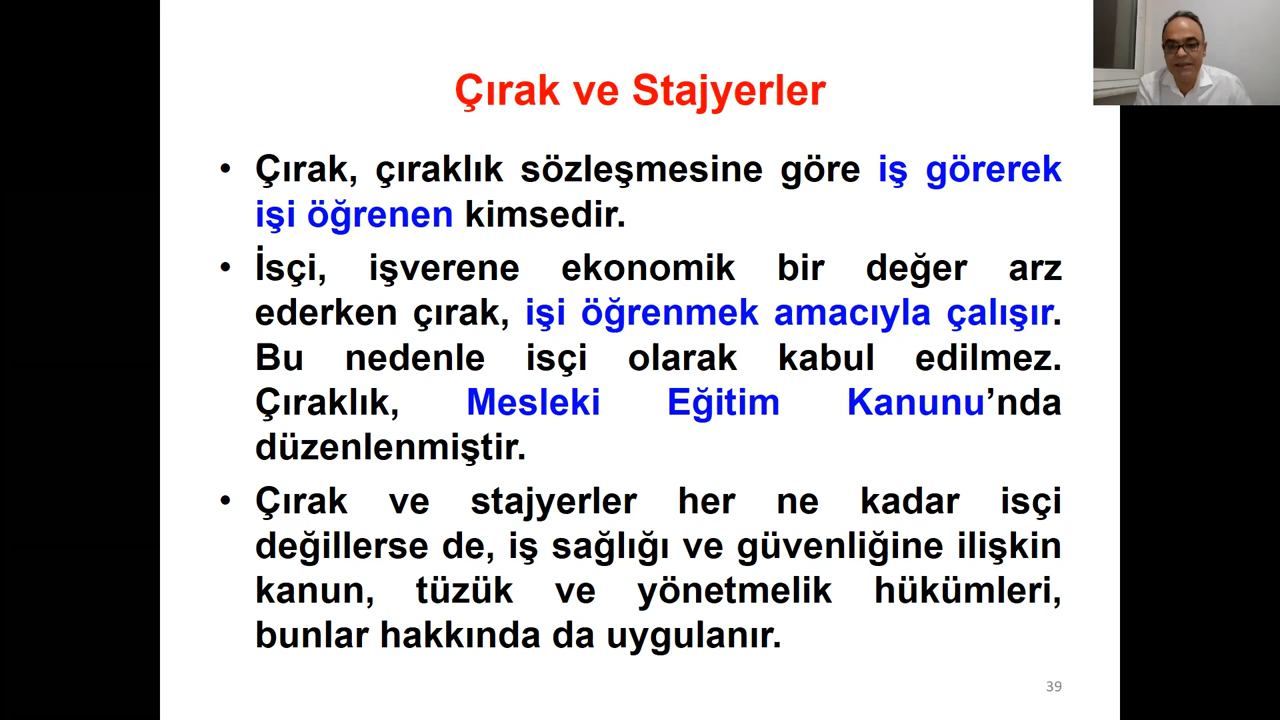 Çırak ve Stajyerler
• Çırak, çıraklık sözleşmesine göre iş görerek
işi öğrenen kimsedir.
• İsçi, işverene ekonomik bir değer arz
ederken çırak, işi öğrenmek amacıyla çalışır.
Bu nedenle isçi olarak kabul edilmez.
Çıraklık, Mesleki Eğitim Kanunu’nda
düzenlenmiştir.
• Çırak ve stajyerler her ne kadar isçi
değillerse de, iş sağlığı ve güvenliğine ilişkin
kanun, tüzük ve yönetmelik hükümleri,
bunlar hakkında da uygulanır.
39